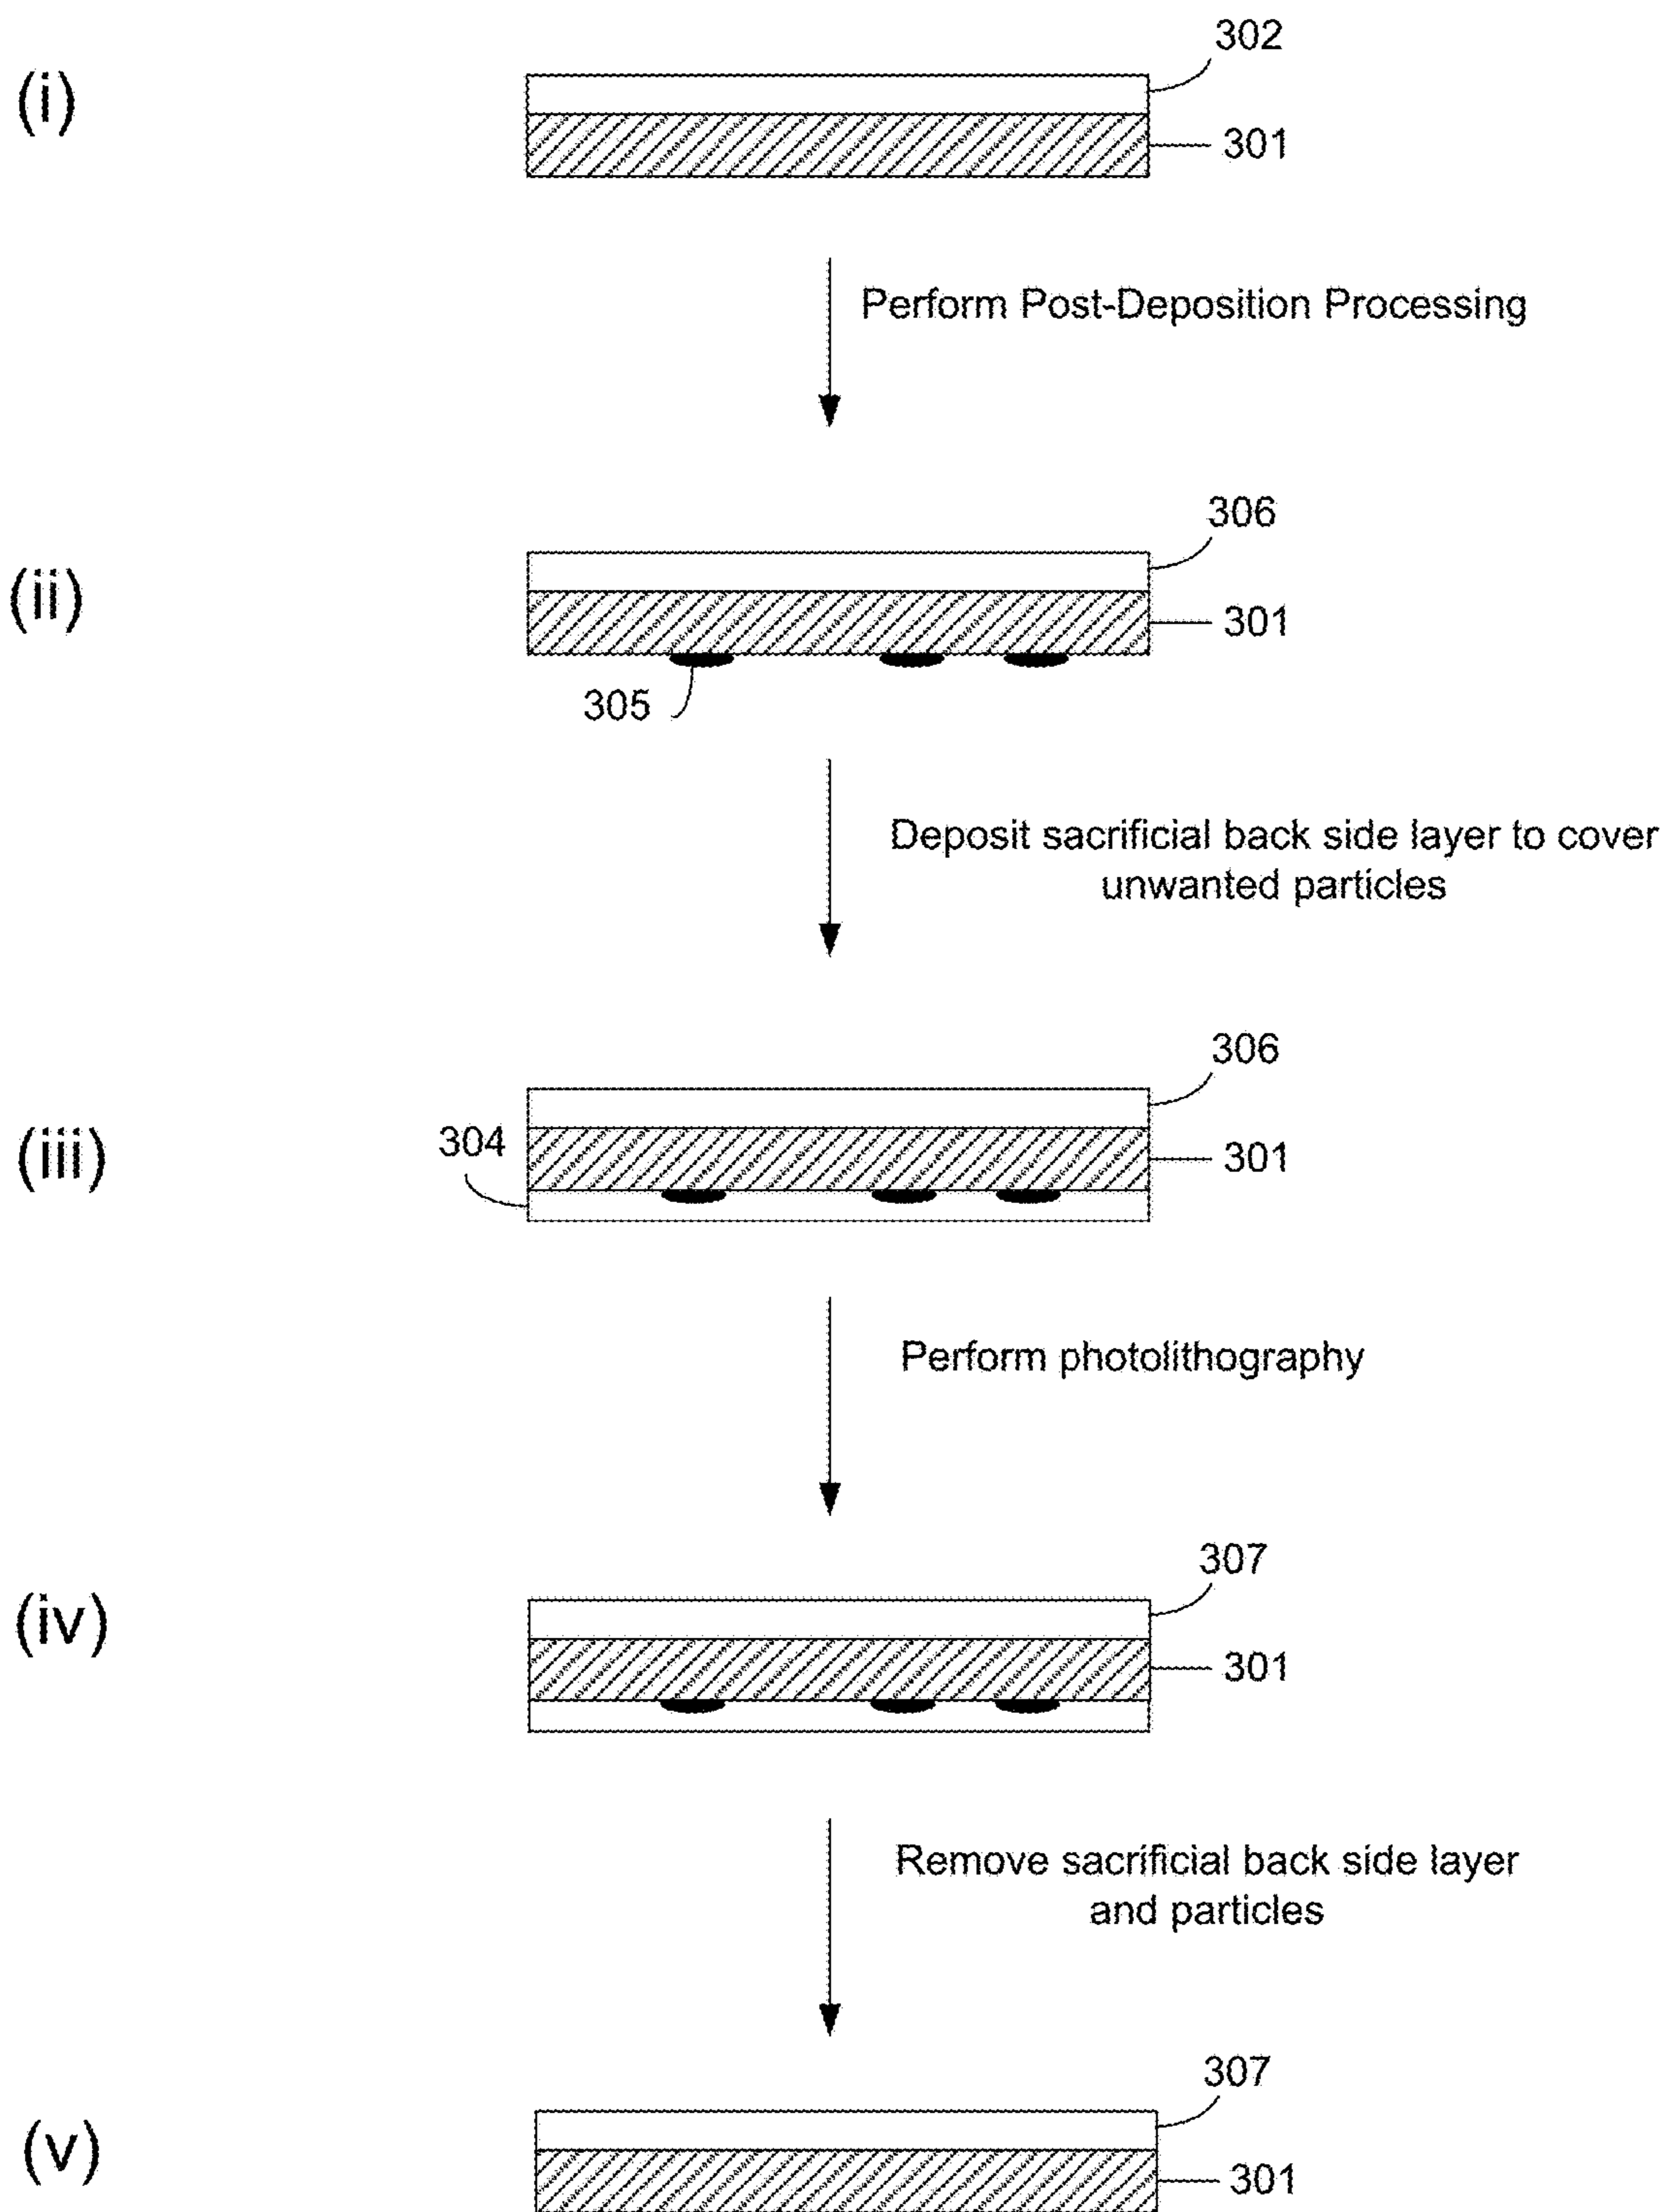 302
(i)
301
Perform Post-Deposition Processing
306
(ii)
301
305
Deposit sacrificial back side layer to cover
unwanted particles
306
304
(iii)
301
Perform photolithography
307
(iv)
301
Remove sacrificial back side layer
and particles
307
(v)
301